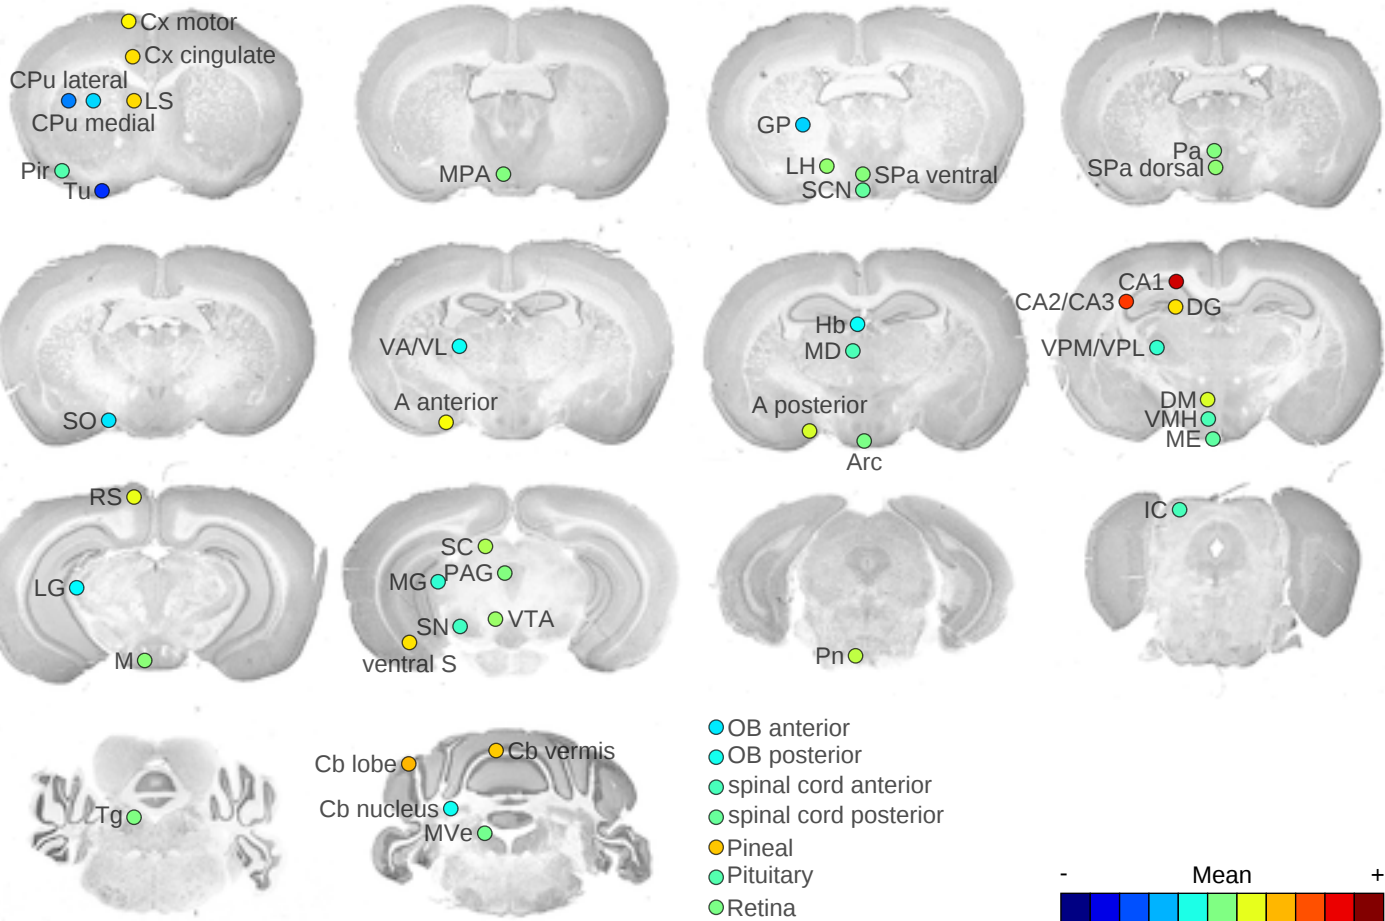 Cx motor
Cx cingulate
CPu lateral
LS
CPu medial
Pir
Tu
MPA
GP
LH
SPa ventral
SCN
Pa
SPa dorsal
SO
VA/VL
A anterior
Hb
MD
A posterior
Arc
CA1
CA2/CA3
DG
VPM/VPL
DM
VMH
ME
RS
LG
M
SC
PAG
MG
VTA
SN
ventral S
Pn
IC
Tg
Cb vermis
Cb lobe
Cb nucleus
MVe
OB anterior
OB posterior
spinal cord anterior
spinal cord posterior
Pineal
Pituitary
Retina
- Mean +